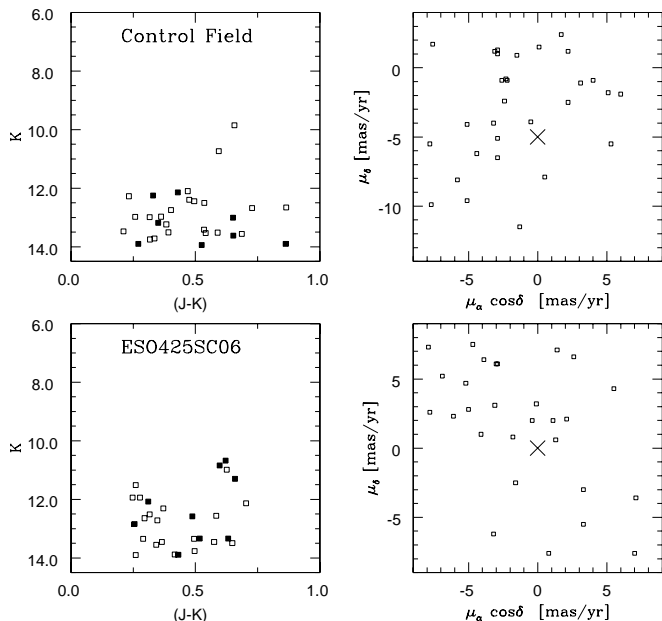 6.0
8.0
10.0
12.0
14.0
K
Control Field
0.0 0.5 1.0
(J-K)
0
-5
-10
μδ [mas/yr]
-5 0 5
μα cosδ [mas/yr]
6.0
8.0
10.0
12.0
14.0
K
ESO425SC06
0.0 0.5 1.0
(J-K)
5
0
-5
μδ [mas/yr]
-5 0 5
μα cosδ [mas/yr]